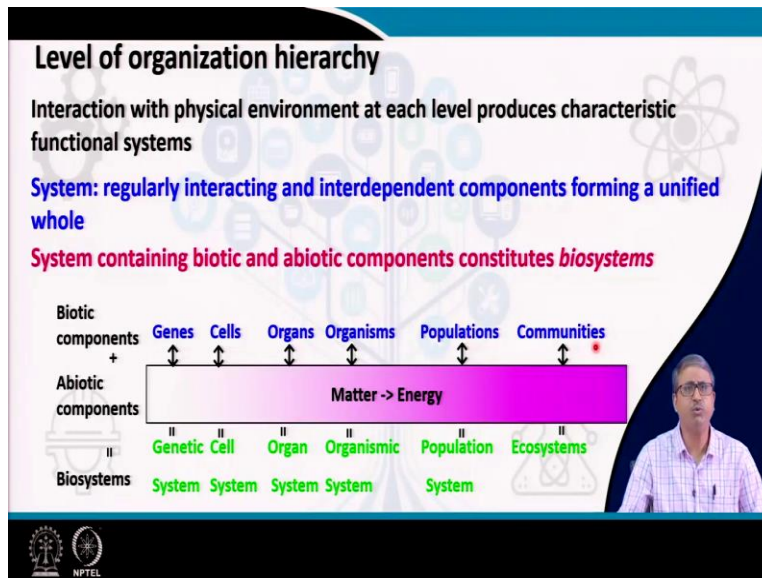 Level of organization hierarchy
Interaction with physical environment at each level produces characteristic
functional systems
System: regularly interacting and interdependent components forming a unified
whole
System containing biotic and abiotic components constitutes biosystems
Biotic
components Genes Cells Organs Organisms Populations Communities
+
Abiotic
components Matter -> Energy
=
Biosystems
= = = = = =
Genetic Cell Organ Organismic Population Ecosystems
System System System System System
NPTEL